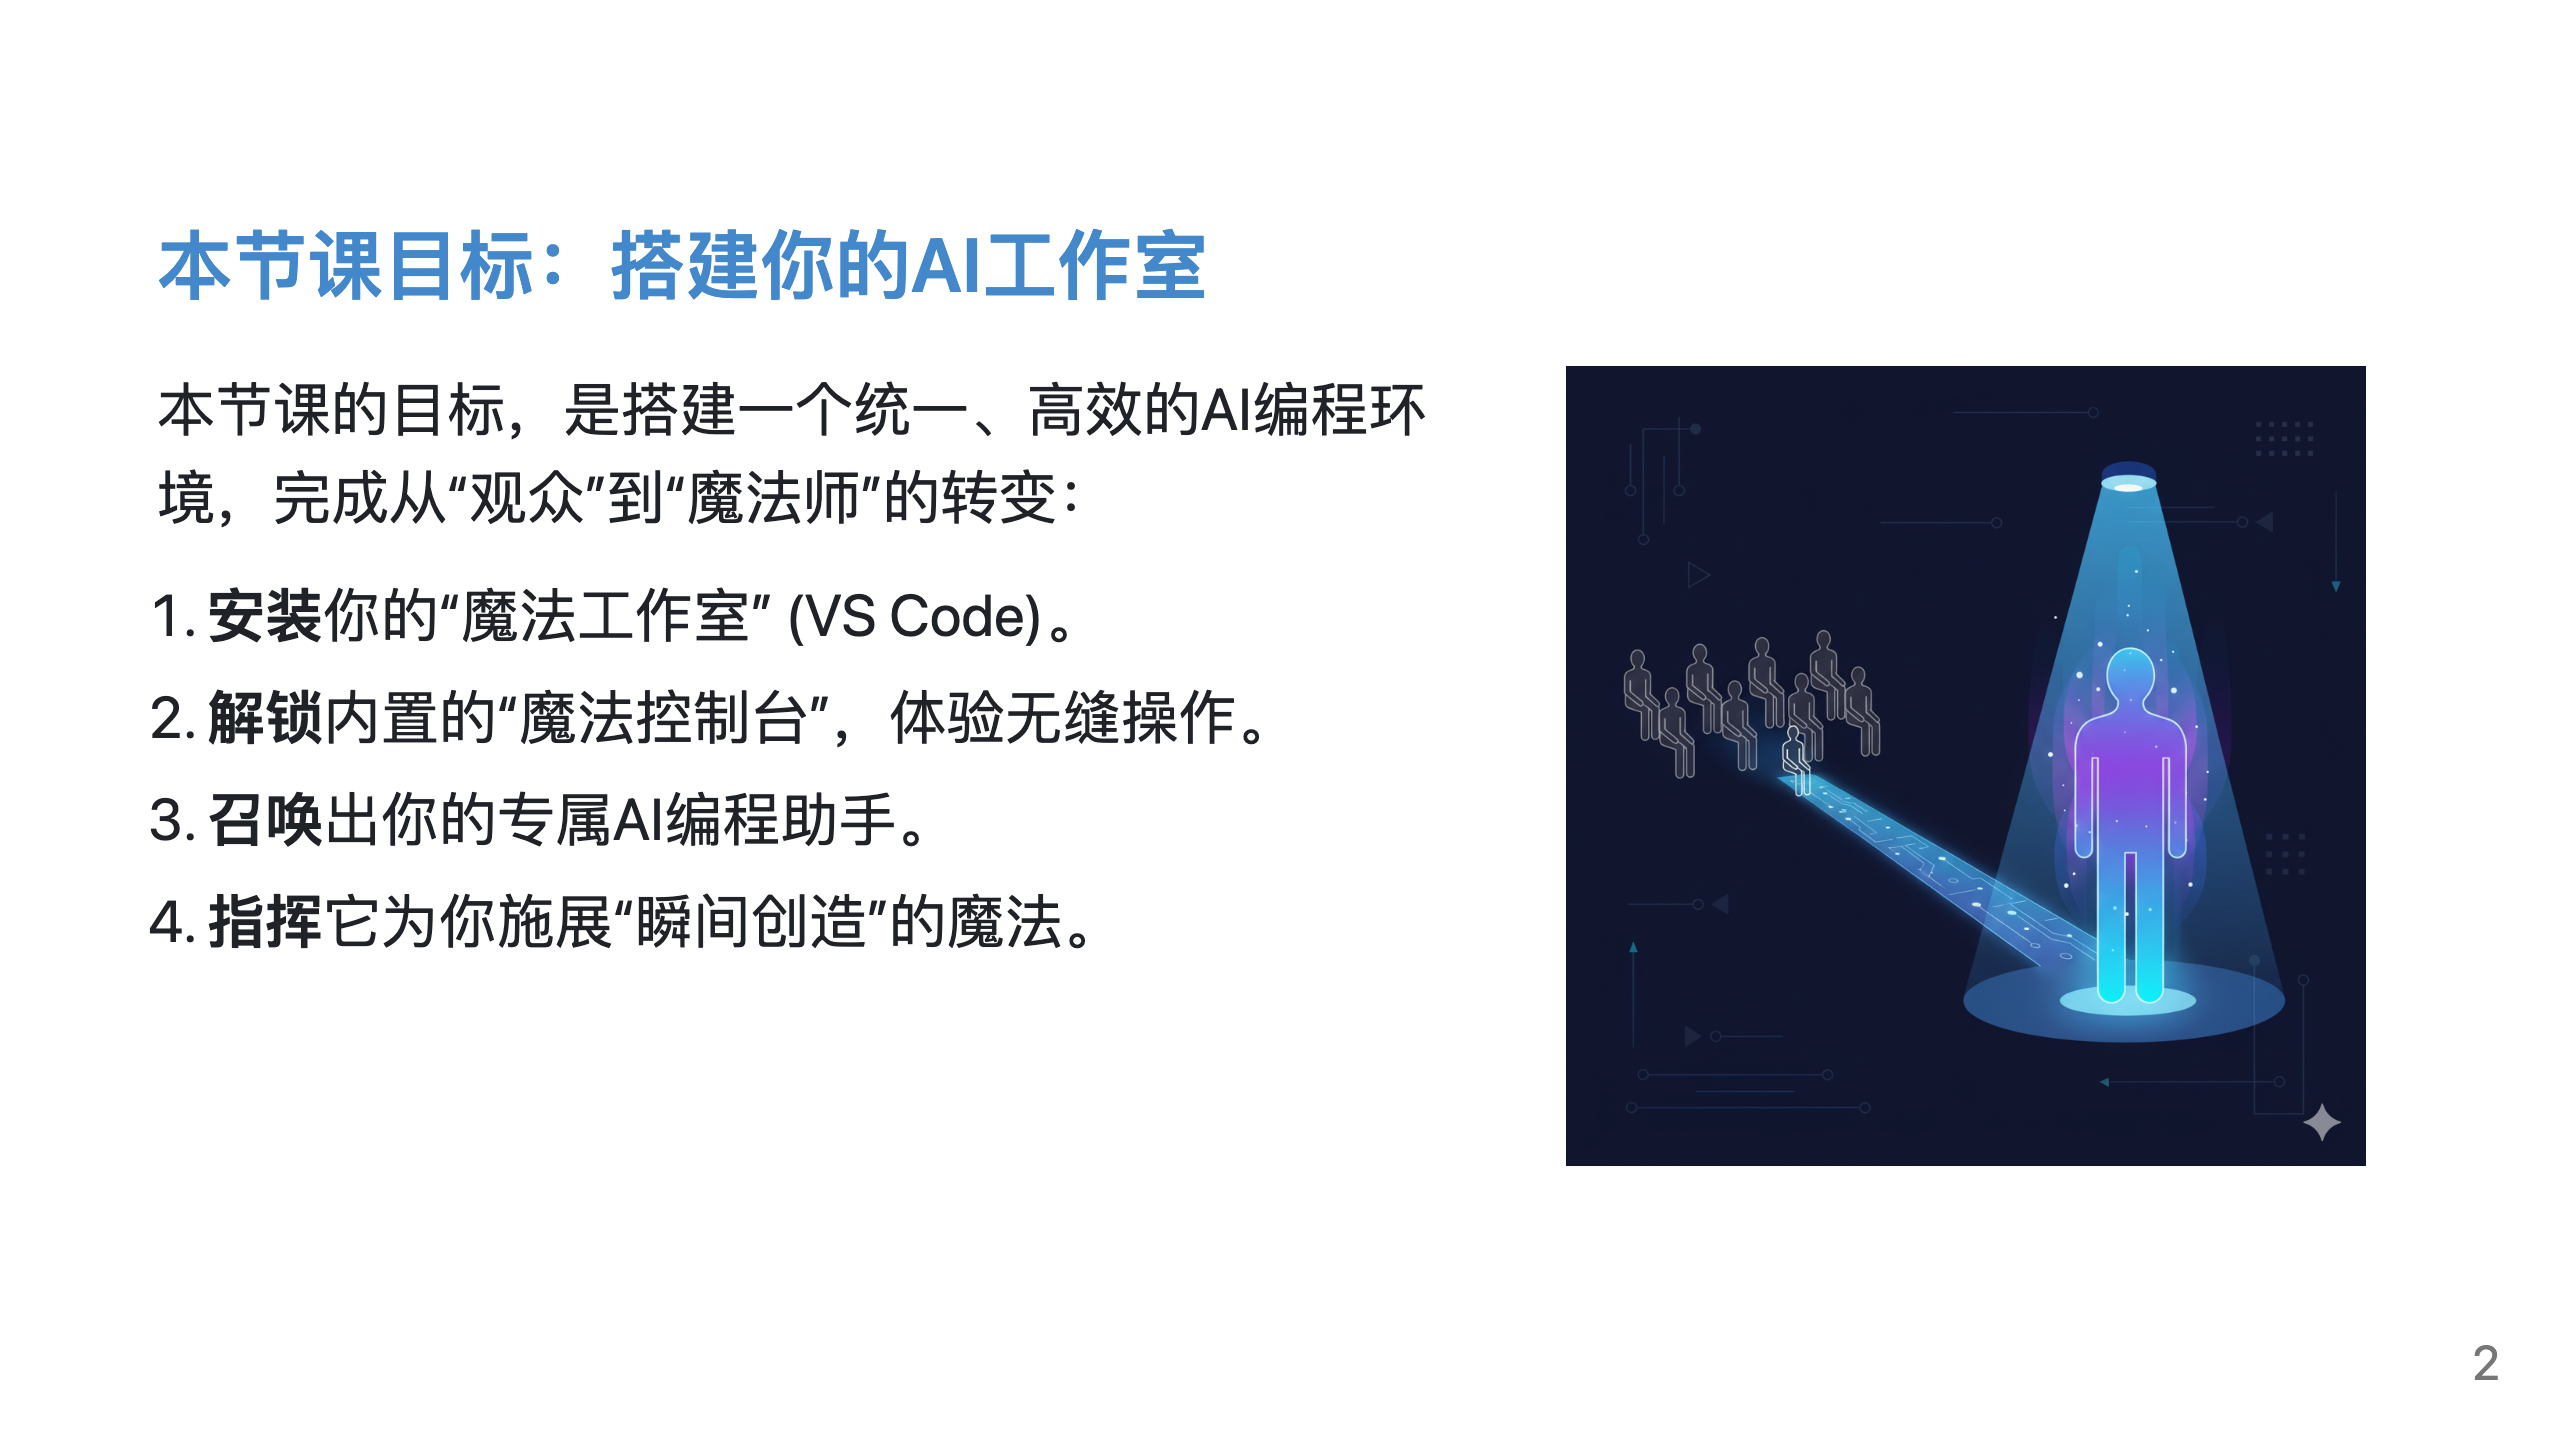 本节课目标：搭建你的AI工作室
本节课的目标，是搭建一个统一、高效的AI编程环
境，完成从“观众”到“魔法师”的转变：
1. 安装你的“魔法工作室” (VS Code)。
2. 解锁内置的“魔法控制台”，体验无缝操作。
3. 召唤出你的专属AI编程助手。
4. 指挥它为你施展“瞬间创造”的魔法。
2